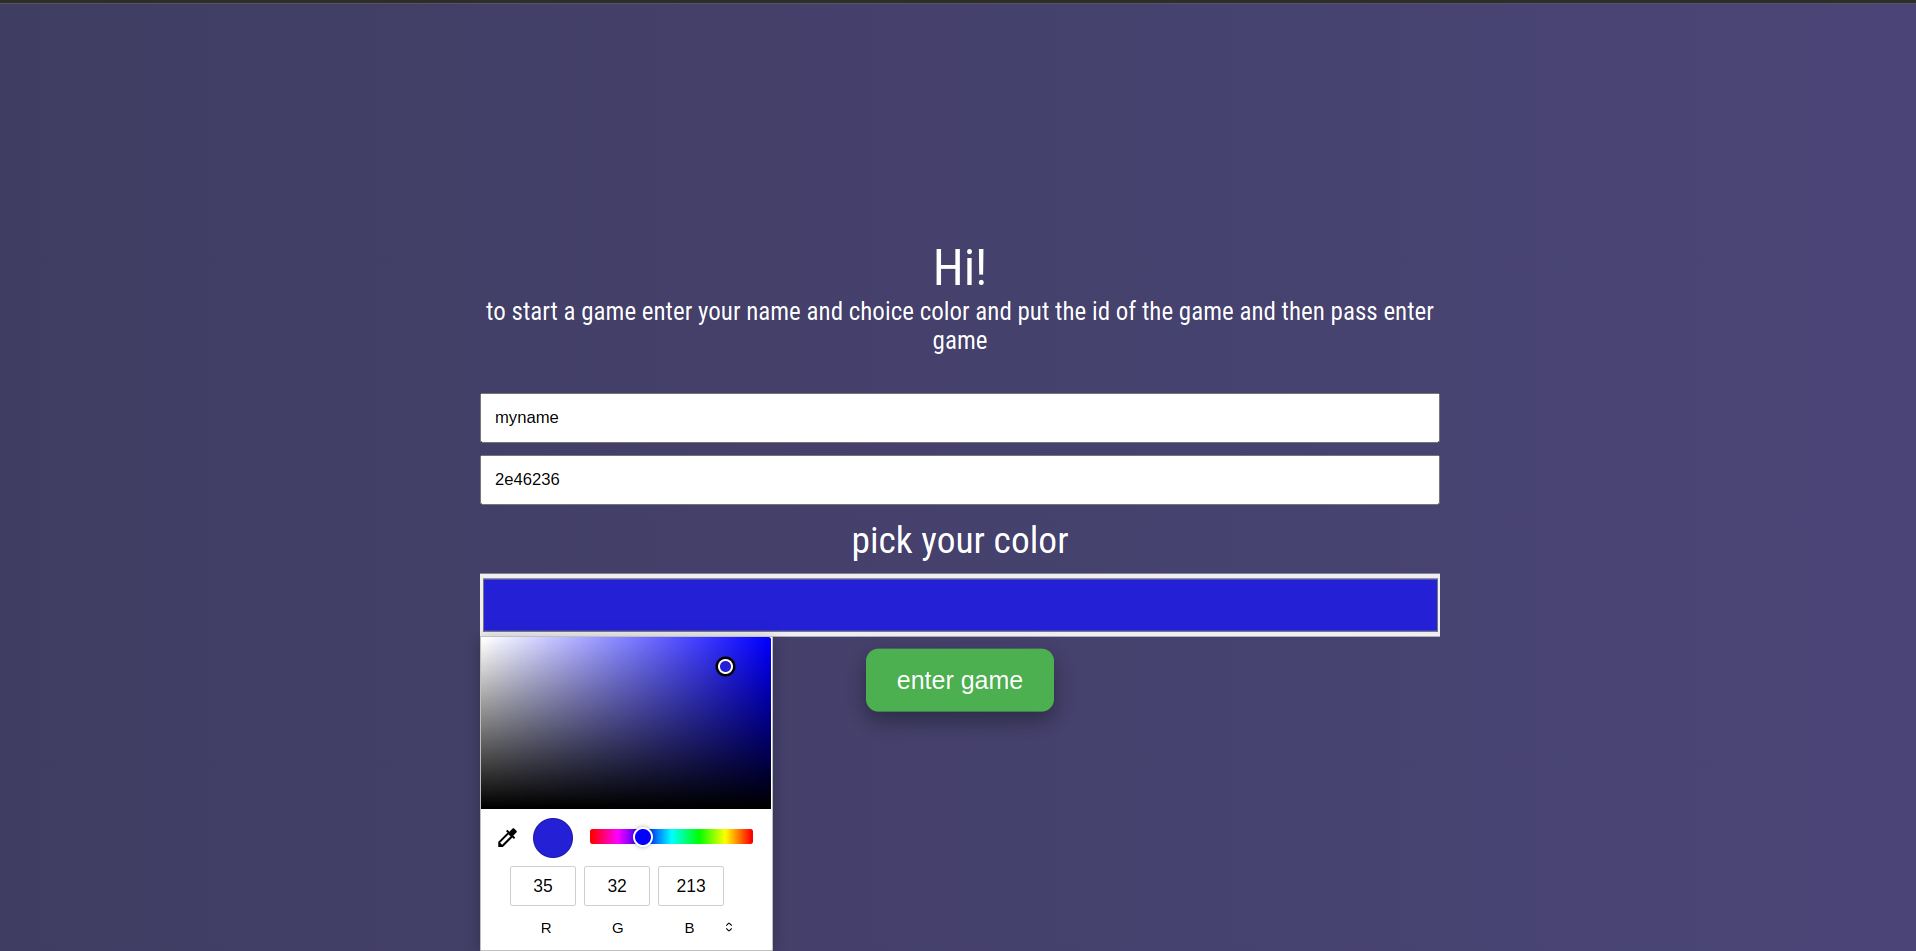 Hi!
to start a game enter your name and choice color and put the id of the game and then pass enter
game
myname
2e46236
pick your color
enter game
35 32 213
R G B